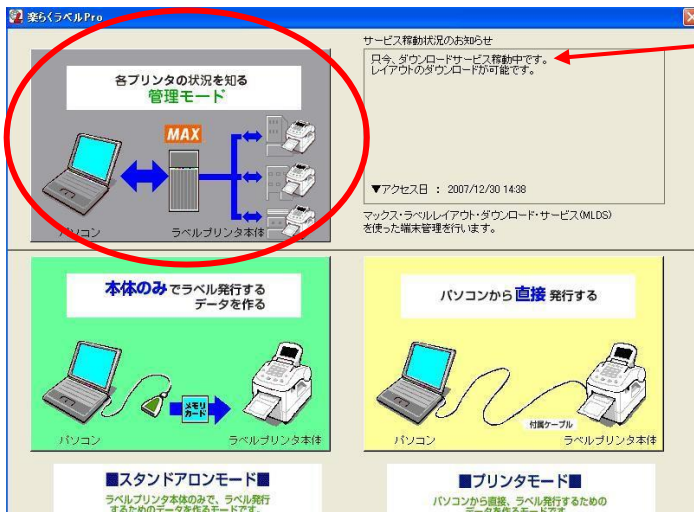 楽らくラベルPro
各プリンタの状況を知る
管理モード
MAX
パソコン
ラベルプリンタ本体
サービス稼動状況のお知らせ
只今、ダウンロードサービス稼動中です。
レイアウトのダウンロードが可能です。
▼アクセス日 : 2007/12/30 14:38
マックス・ラベルレイアウト・ダウンロード・サービス(MLDS)
を使った端末管理を行います。
本体のみでラベル発行する
データを作る
メモリ
カード
パソコン
ラベルプリンタ本体
パソコンから直接発行する
付属ケーブル
パソコン
ラベルプリンタ本体
■スタンドアロンモード■
ラベルプリンタ本体のみで、ラベル発行
するためのデータを作るモードです。
■プリンタモード■
パソコンから直接、ラベル発行するための
データを作るモードです。